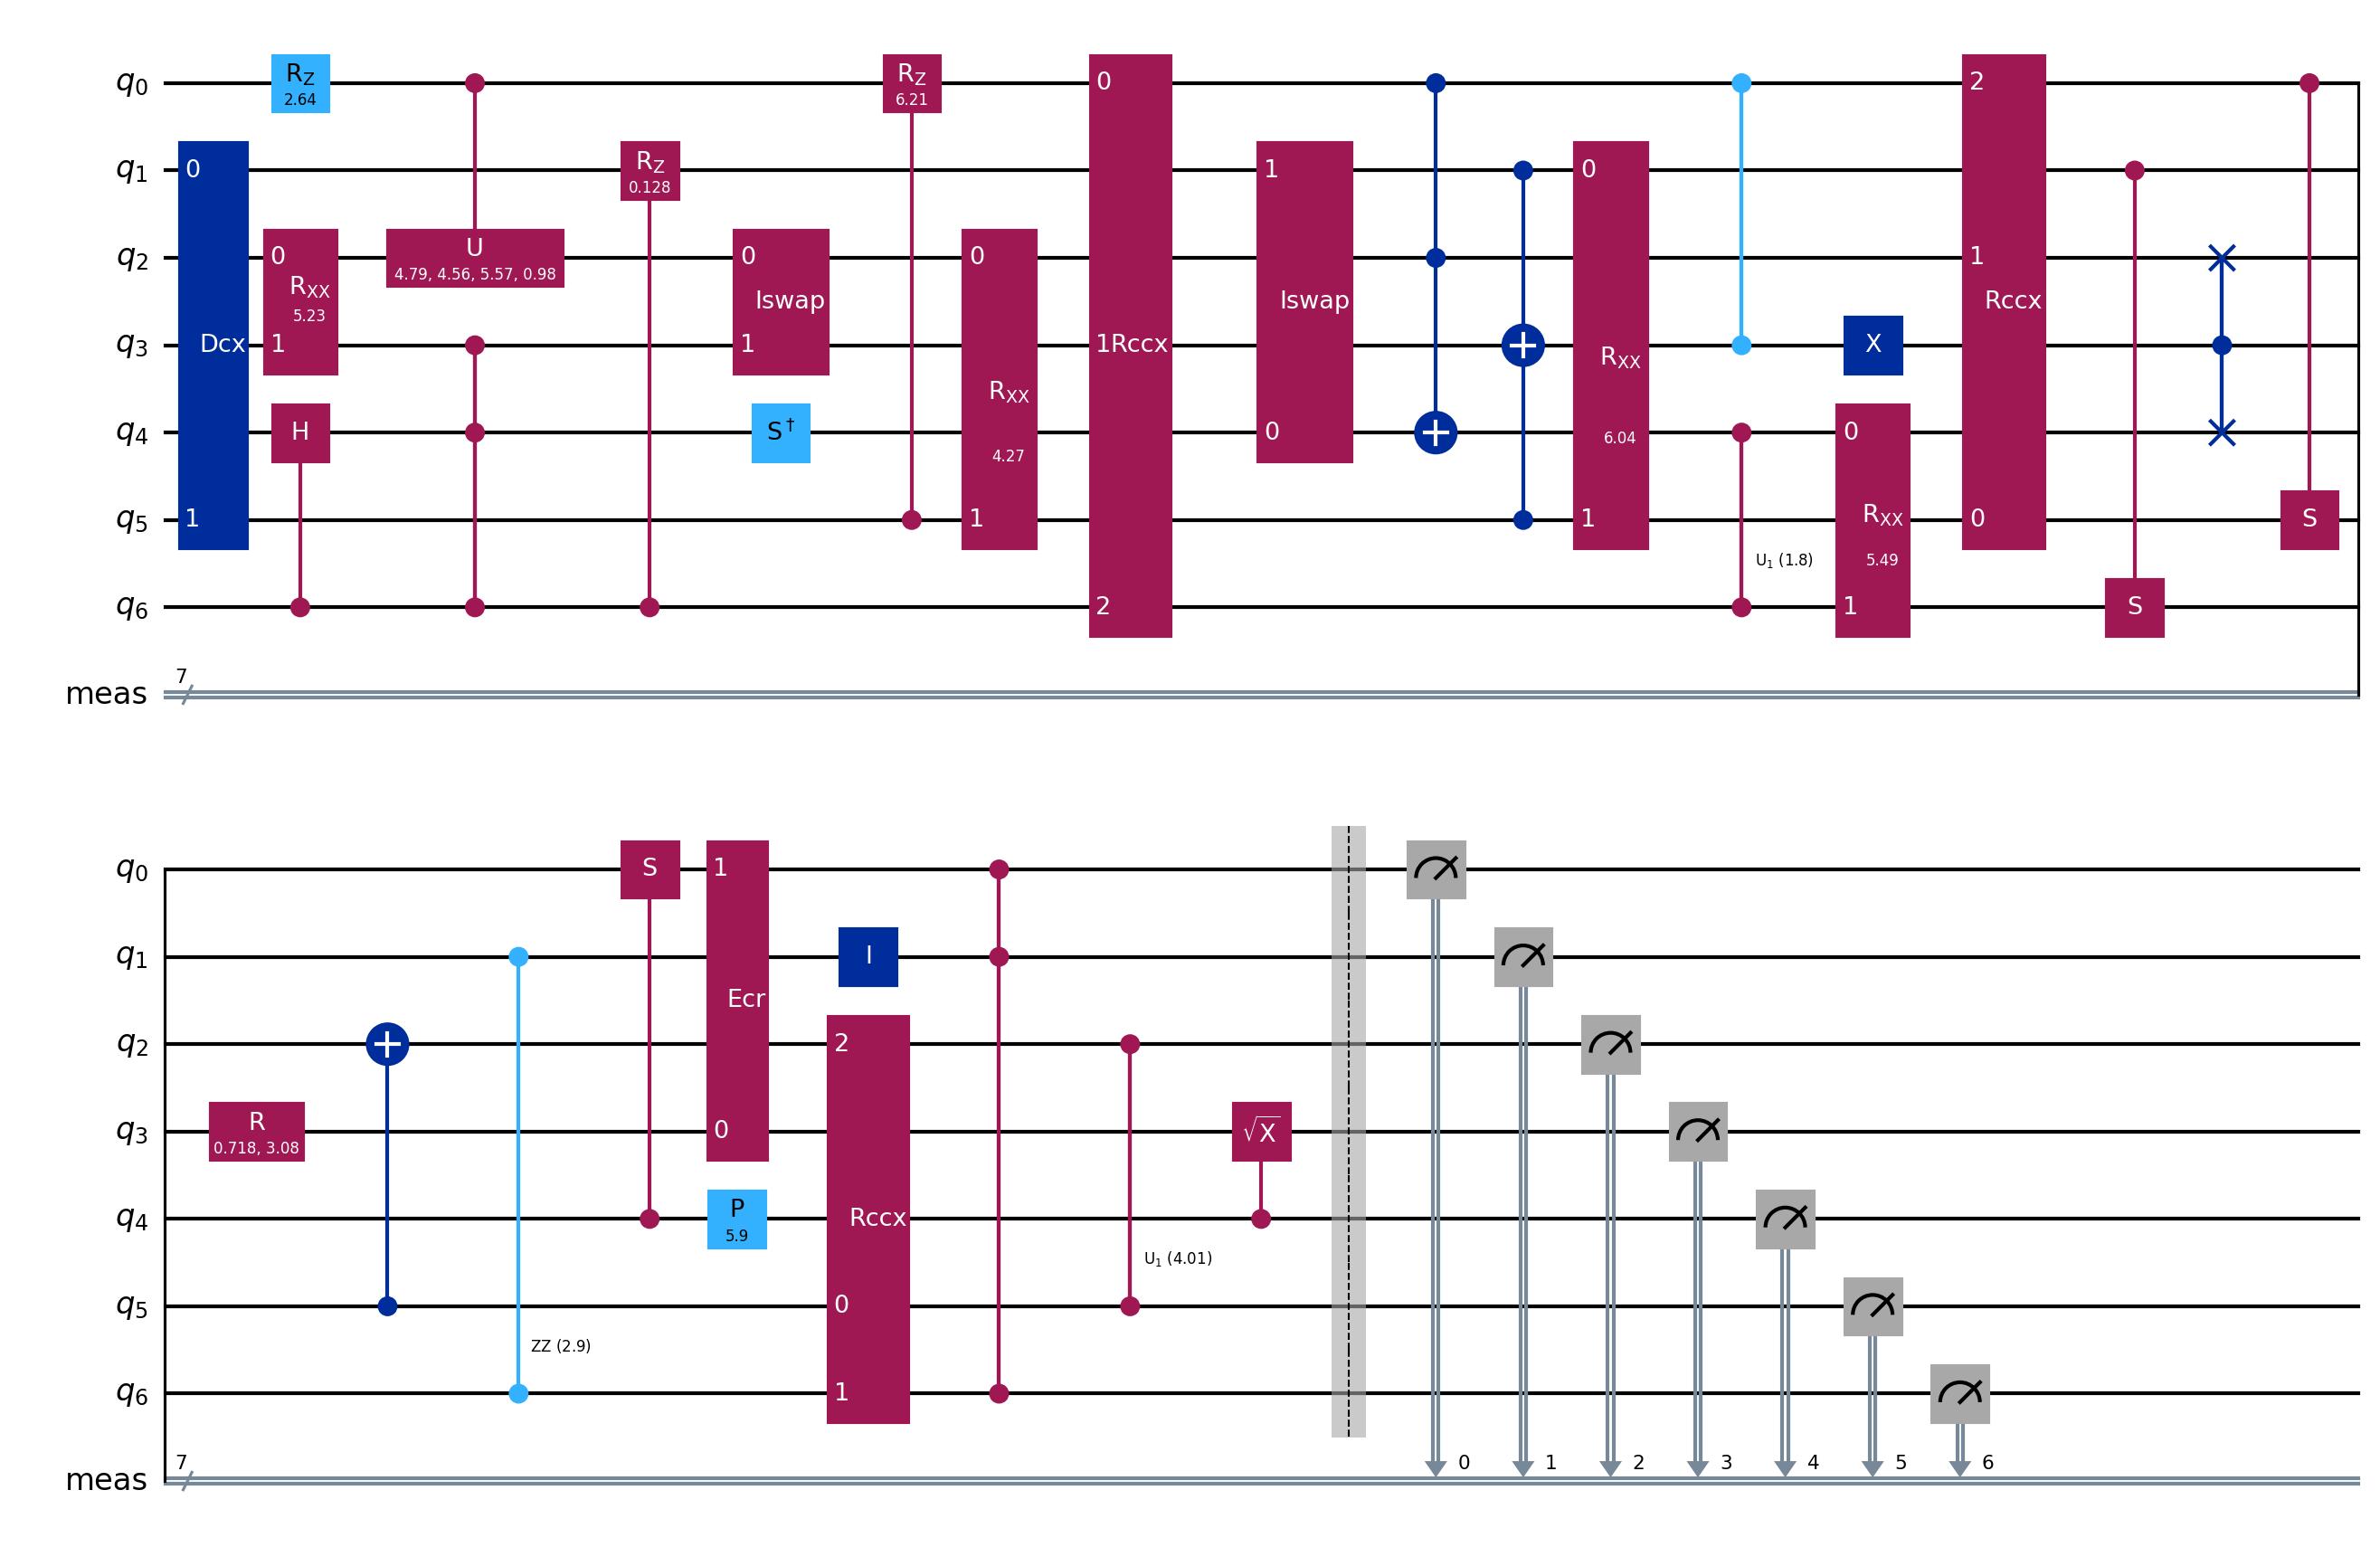 q0 RZ 2.64 RZ 6.21 0 2
q1 0 RZ 0.128 1 0
q2 0 U 4.79, 4.56, 5.57, 0.98 0 0 1
RXX 5.23 Iswap Iswap Rccx
q3 Dcx 1 1 1Rccx RXX X
RXX
q4 H S† 0 6.04 0
4.27
q5 1 1 1 RXX 0 S
U1 (1.8) 5.49
q6 2 1 S
7
meas
q0 S 1
q1 I
Ecr
q2 2
q3 R 0.718, 3.08 0 √X
q4 P 5.9 Rccx
U1 (4.01)
q5 0
ZZ (2.9)
q6 1
7 0 1 2 3 4 5 6
meas